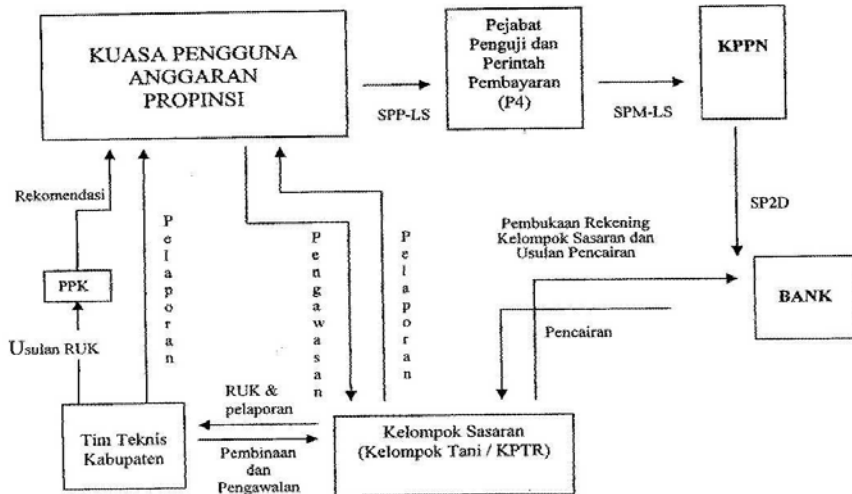 KUASA PENGGUNA
ANGGARAN
PROPINSI
SPP-LS
Pejabat
Penguji dan
Perintah
Pembayaran
(P4)
SPM-LS
KPPN
SP2D
Rekomendasi
PPK
Usulan RUK
Pelaporan
Pengawasan
Pelaporan
Pembukaan Rekening
Kelompok Sasaran dan
Usulan Pencairan
BANK
Pencairan
Tim Teknis
Kabupaten
RUK &
pelaporan
Pembinaan
dan
Pengawalan
Kelompok Sasaran
(Kelompok Tani / KPTR)